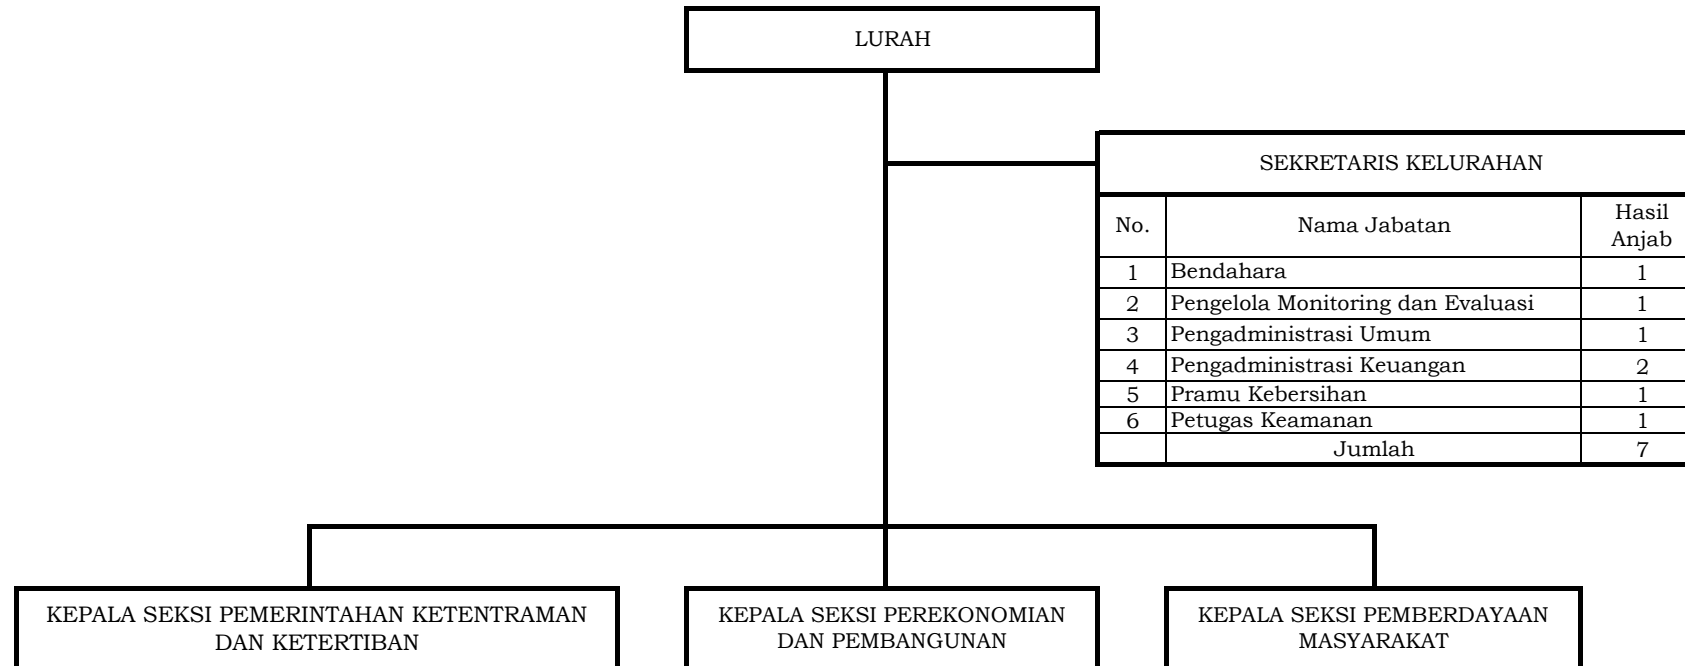 LURAH
SEKRETARIS KELURAHAN
No. Nama Jabatan Hasil Anjab
1 Bendahara 1
2 Pengelola Monitoring dan Evaluasi 1
3 Pengadministrasi Umum 1
4 Pengadministrasi Keuangan 2
5 Pramu Kebersihan 1
6 Petugas Keamanan 1
Jumlah 7
KEPALA SEKSI PEMERINTAHAN KETENTRAMAN
DAN KETERTIBAN
KEPALA SEKSI PEREKONOMIAN
DAN PEMBANGUNAN
KEPALA SEKSI PEMBERDAYAAN
MASYARAKAT